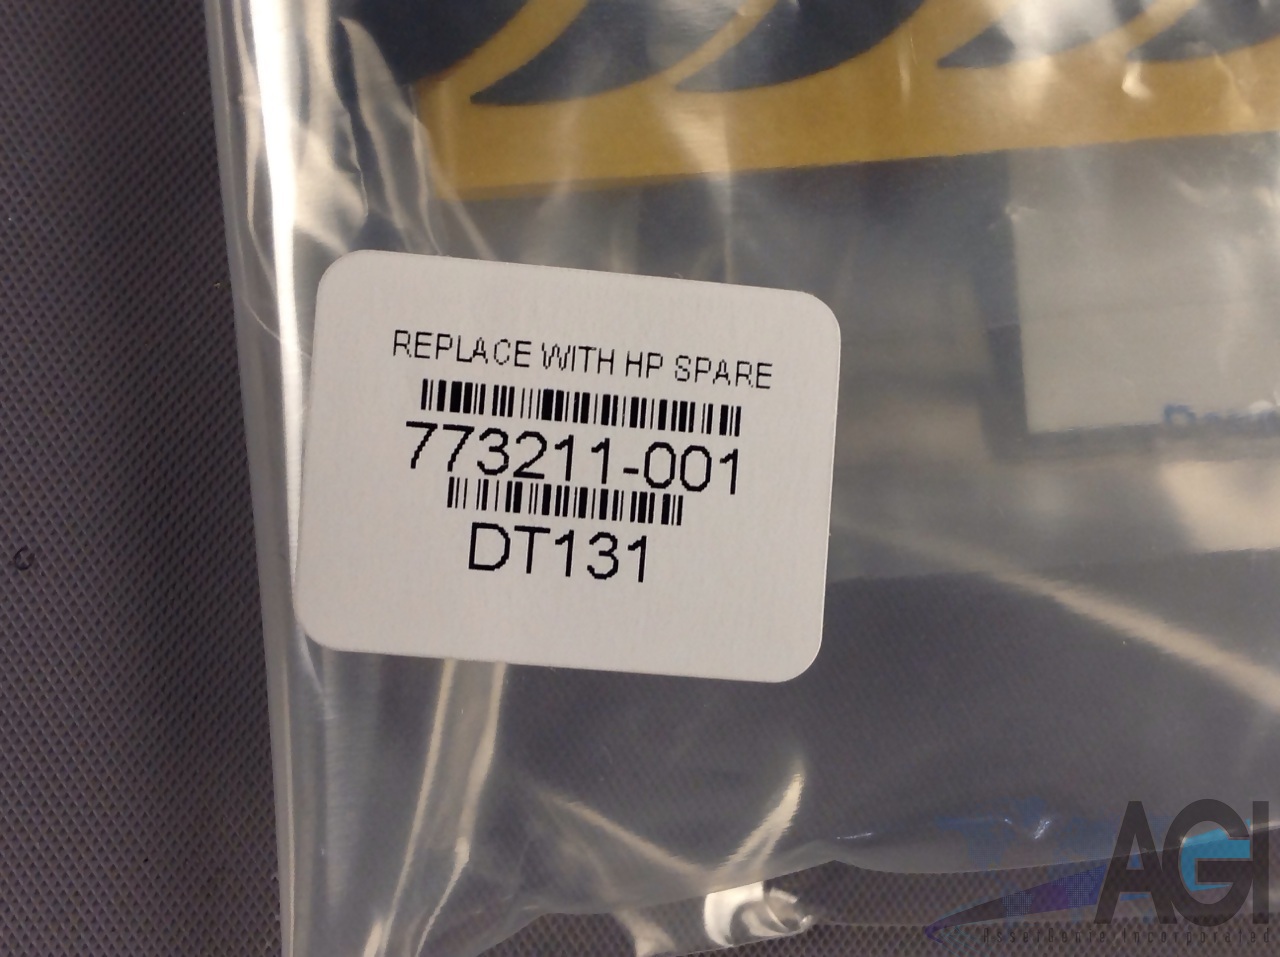 REPLACE WITH HP SPARE
773211-001
DT131
AGI